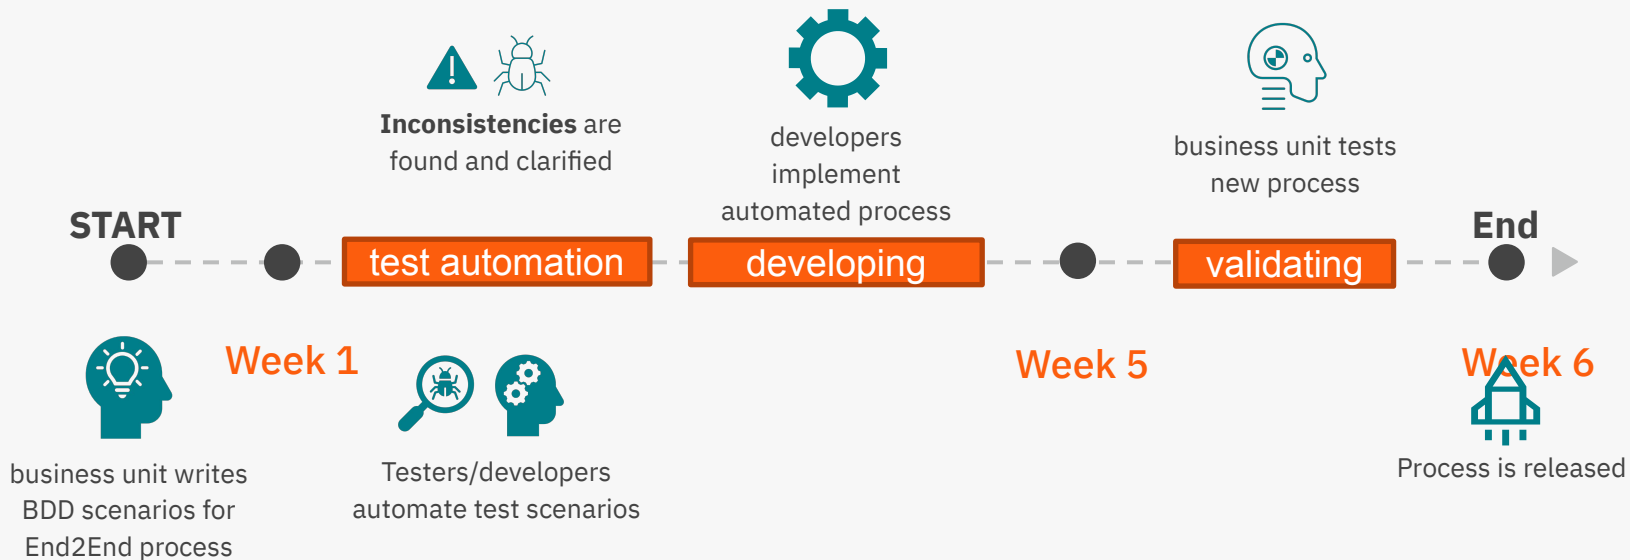 Inconsistencies are
found and clarified
developers
implement
automated process
business unit tests
new process
START
End
test automation
developing
validating
Week 1
Week 5
Week 6
business unit writes
BDD scenarios for
End2End process
Testers/developers
automate test scenarios
Process is released